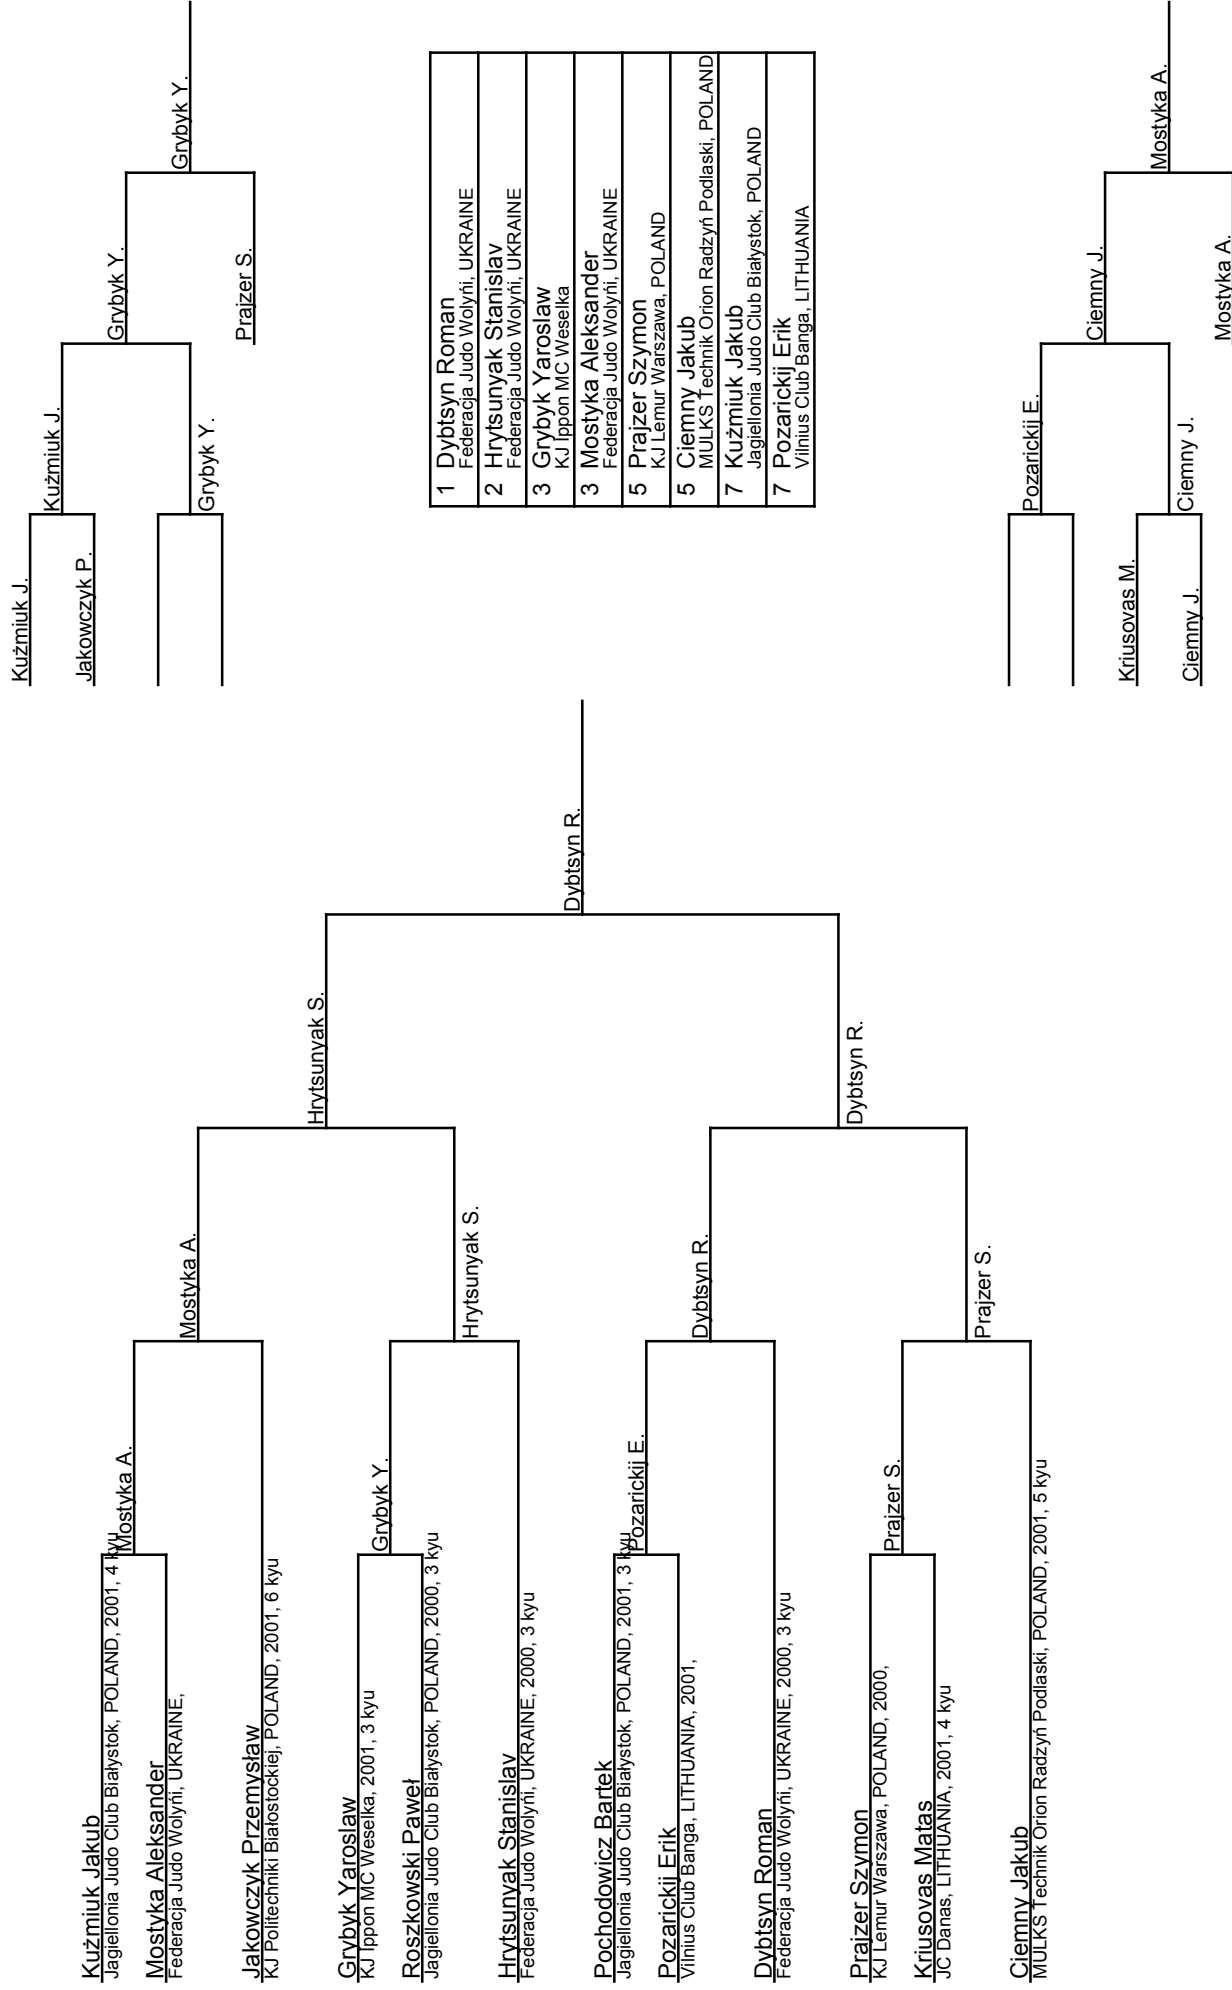 Kuźmiuk Jakub
Jagiellonia Judo Club Białystok, POLAND, 2001, 4 kyu
Mostyka Aleksander
Federacja Judo Wolyńi, UKRAINE,
Jakowczyk Przemysław
KJ Politechniki Białostockiej, POLAND, 2001, 6 kyu
Grybyk Yaroslaw
KJ Ippon MC Weselka, 2001, 3 kyu
Roszkowski Paweł
Jagiellonia Judo Club Białystok, POLAND, 2000, 3 kyu
Hrytsunyak Stanislav
Federacja Judo Wolyńi, UKRAINE, 2000, 3 kyu
Pochodowicz Bartek
Jagiellonia Judo Club Białystok, POLAND, 2001, 3 kyu
Pozarickij Erik
Vilnius Club Banga, LITHUANIA, 2001,
Dybtsyn Roman
Federacja Judo Wolyńi, UKRAINE, 2000, 3 kyu
Prajzer Szymon
KJ Lemur Warszawa, POLAND, 2000,
Kriusovas Matas
JC Danas, LITHUANIA, 2001, 4 kyu
Ciemny Jakub
MULKS Technik Orion Radzyń Podlaski, POLAND, 2001, 5 kyu
Mostyka A.
Grybyk Y.
Pozarickij E.
Prajzer S.
Mostyka A.
Hrytsunyak S.
Dybtsyn R.
Prajzer S.
Hrytsunyak S.
Dybtsyn R.
Dybtsyn R.
Kuźmiuk J.
Jakowczyk P.
Kuźmiuk J.
Grybyk Y.
Grybyk Y.
Prajzer S.
Grybyk Y.
1 Dybtsyn Roman
Federacja Judo Wolyńi, UKRAINE
2 Hrytsunyak Stanislav
Federacja Judo Wolyńi, UKRAINE
3 Grybyk Yaroslaw
KJ Ippon MC Weselka
3 Mostyka Aleksander
Federacja Judo Wolyńi, UKRAINE
5 Prajzer Szymon
KJ Lemur Warszawa, POLAND
5 Ciemny Jakub
MULKS Technik Orion Radzyń Podlaski, POLAND
7 Kuźmiuk Jakub
Jagiellonia Judo Club Białystok, POLAND
7 Pozarickij Erik
Vilnius Club Banga, LITHUANIA
Kriusovas M.
Ciemny J.
Pozarickij E.
Ciemny J.
Ciemny J.
Mostyka A.
Mostyka A.